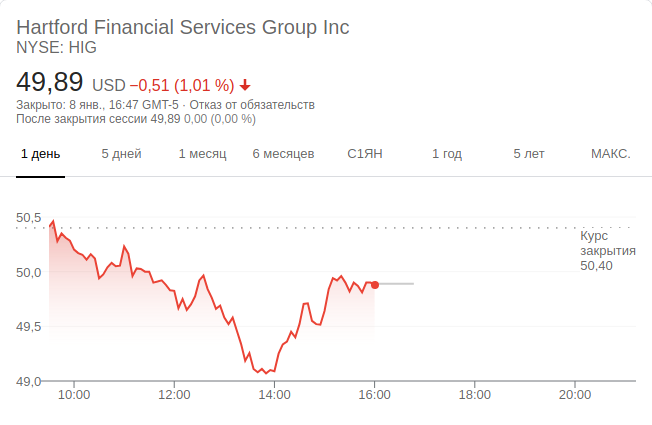 Hartford Financial Services Group Inc
NYSE: HIG
49,89 USD −0,51 (1,01 %)
Закрыто: 8 янв., 16:47 GMT-5 · Отказ от обязательств
После закрытия сессии 49,89 0,00 (0,00 %)
1 день 5 дней 1 месяц 6 месяцев С1ЯН 1 год 5 лет МАКС.
50,5
Курс
закрытия
50,40
50,0
49,5
49,0
10:00 12:00 14:00 16:00 18:00 20:00